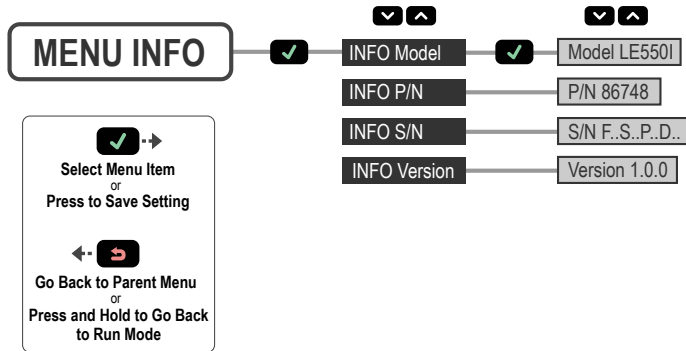 MENU INFO
INFO Model
Model LE550I
INFO P/N
P/N 86748
INFO S/N
S/N F..S..P..D..
INFO Version
Version 1.0.0
Select Menu Item
or
Press to Save Setting
Go Back to Parent Menu
or
Press and Hold to Go Back
to Run Mode